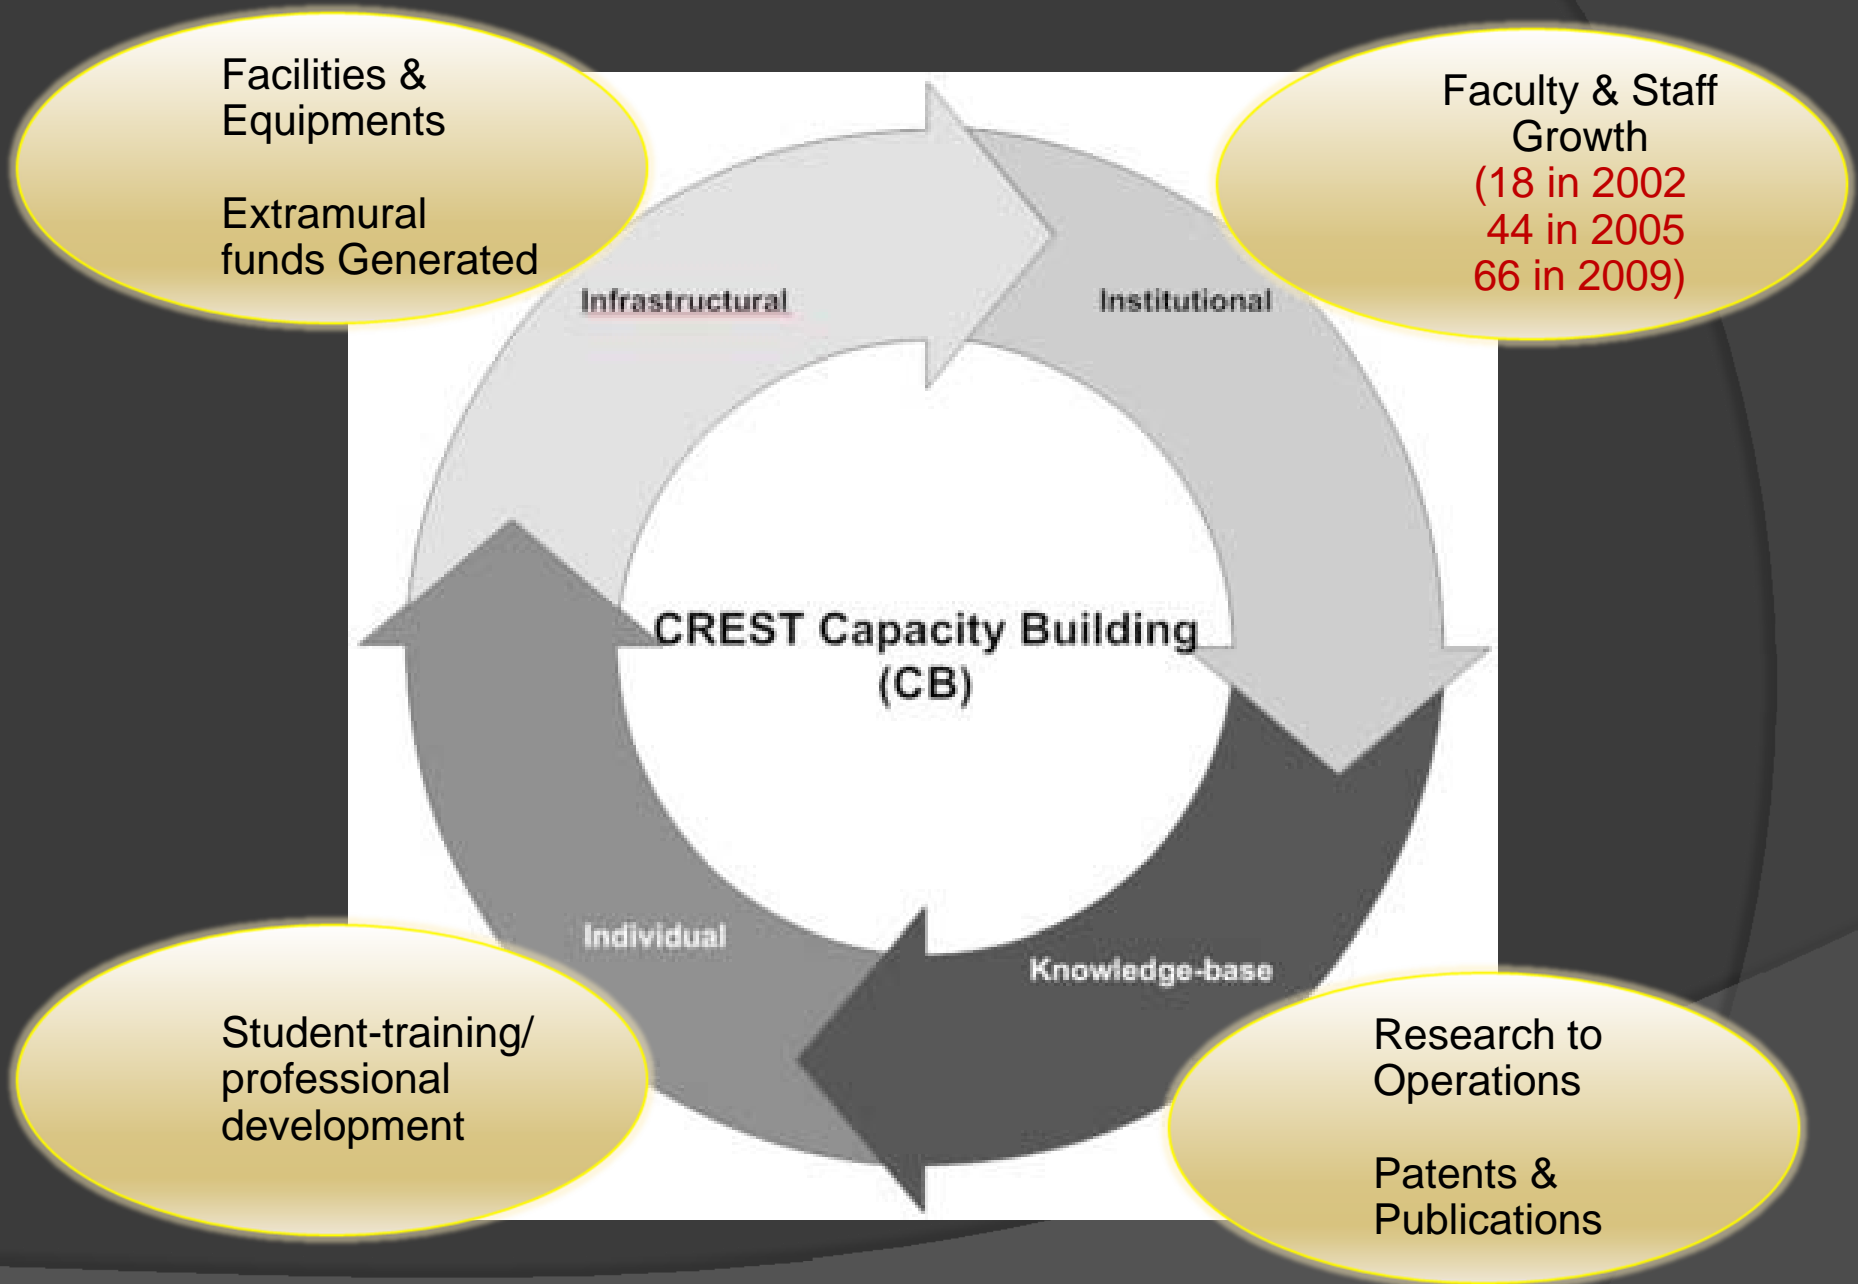 Facilities &
Equipments
Extramural
funds Generated
Faculty & Staff
Growth
(18 in 2002
44 in 2005
66 in 2009)
Infrastructural
Institutional
CREST Capacity Building
(CB)
Individual
Knowledge-base
Student-training/
professional
development
Research to
Operations
Patents &
Publications